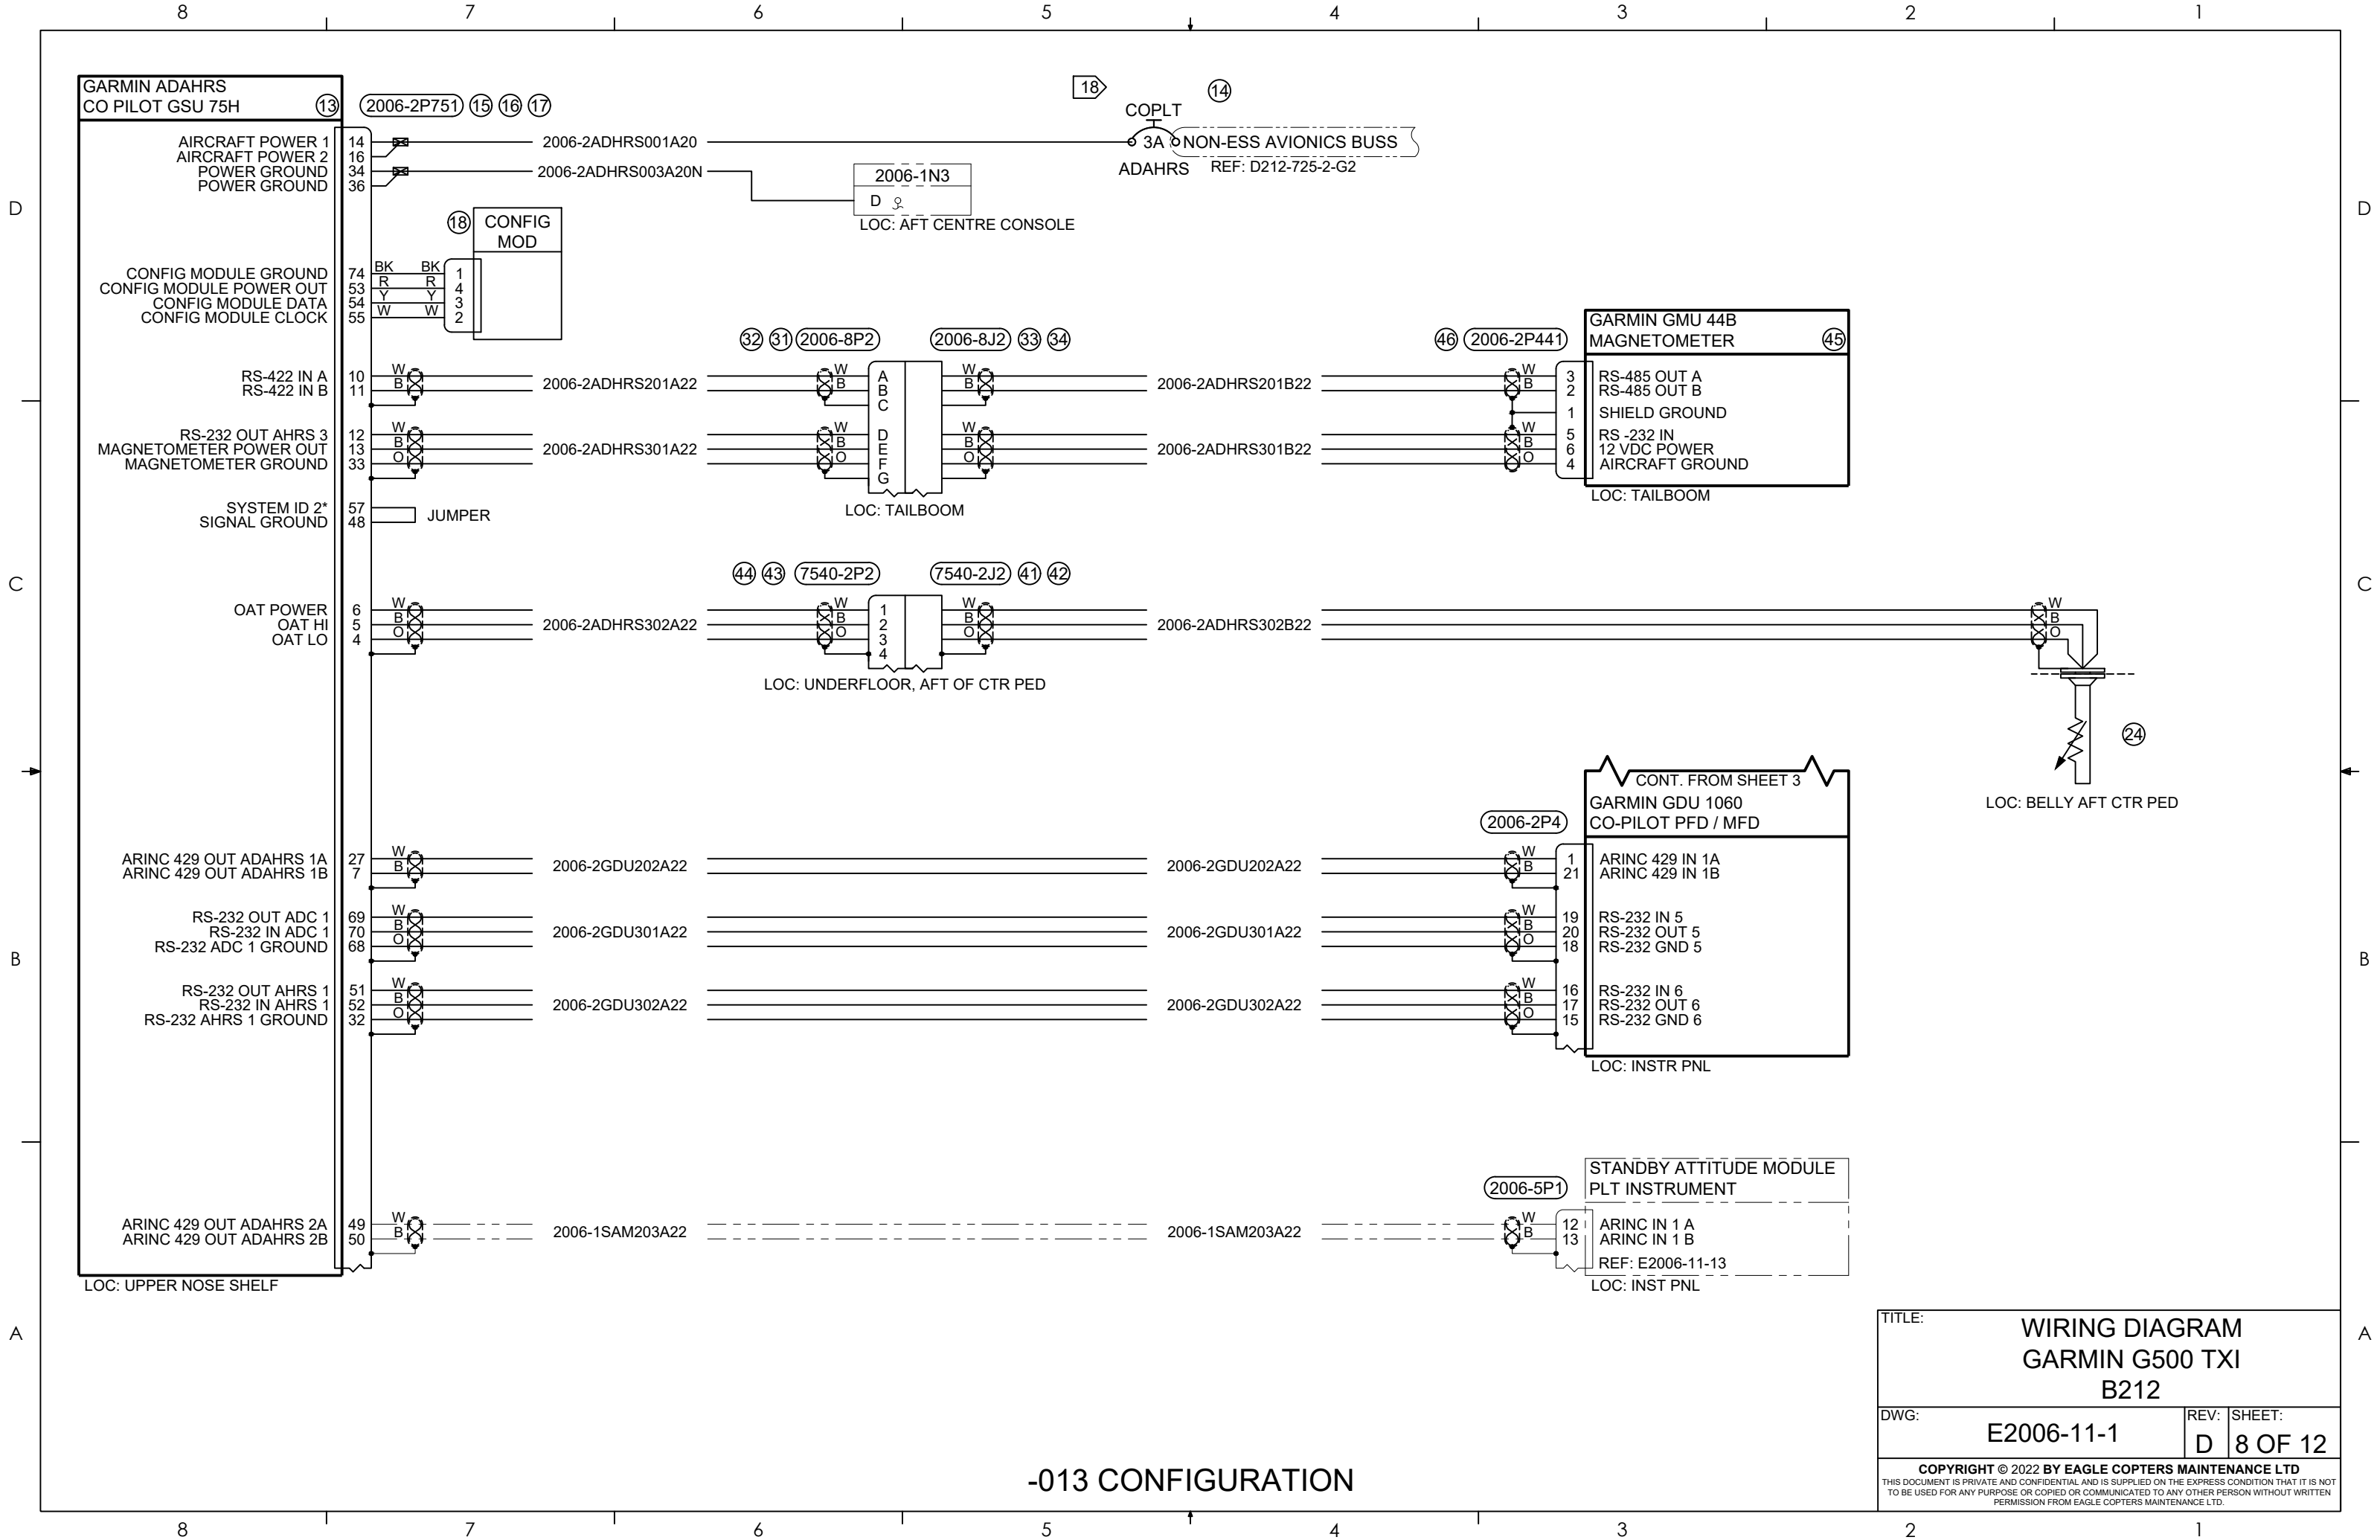 8 7 6 5 4 3 2 1
D
C
B
A
GARMIN ADAHRS
CO PILOT GSU 75H
13
2006-2P751 15 16 17
AIRCRAFT POWER 1 14
AIRCRAFT POWER 2 16
POWER GROUND 34
POWER GROUND 36
2006-2ADHRS001A20
2006-2ADHRS003A20N
18
14
COPLT
3A NON-ESS AVIONICS BUSS
ADAHRS REF: D212-725-2-G2
2006-1N3
D
LOC: AFT CENTRE CONSOLE
18 CONFIG
MOD
CONFIG MODULE GROUND 74 BK BK 1
CONFIG MODULE POWER OUT 53 R R 4
CONFIG MODULE DATA 54 Y Y 3
CONFIG MODULE CLOCK 55 W W 2
32 31 2006-8P2 2006-8J2 33 34
46 2006-2P441
GARMIN GMU 44B
MAGNETOMETER 45
RS-422 IN A 10 W W A W W 3 RS-485 OUT A
2006-2ADHRS201A22 2006-2ADHRS201B22
RS-422 IN B 11 B B B B B 2 RS-485 OUT B
C 1 SHIELD GROUND
RS-232 OUT AHRS 3 12 W W D W W 5 RS -232 IN
MAGNETOMETER POWER OUT 13 B 2006-2ADHRS301A22 B E B 2006-2ADHRS301B22 B 6 12 VDC POWER
MAGNETOMETER GROUND 33 O O F O O 4 AIRCRAFT GROUND
G
LOC: TAILBOOM
LOC: TAILBOOM
SYSTEM ID 2* 57
SIGNAL GROUND 48
JUMPER
44 43 7540-2P2 7540-2J2 41 42
OAT POWER 6 W W 1 W W
OAT HI 5 B 2006-2ADHRS302A22 B 2 B 2006-2ADHRS302B22 B
OAT LO 4 O O 3 O O
4
LOC: UNDERFLOOR, AFT OF CTR PED
24
LOC: BELLY AFT CTR PED
CONT. FROM SHEET 3
GARMIN GDU 1060
CO-PILOT PFD / MFD
2006-2P4
ARINC 429 OUT ADAHRS 1A 27 W W 1 ARINC 429 IN 1A
2006-2GDU202A22 2006-2GDU202A22
ARINC 429 OUT ADAHRS 1B 7 B B 21 ARINC 429 IN 1B
RS-232 OUT ADC 1 69 W W 19 RS-232 IN 5
RS-232 IN ADC 1 70 B 2006-2GDU301A22 2006-2GDU301A22 B 20 RS-232 OUT 5
RS-232 ADC 1 GROUND 68 O O 18 RS-232 GND 5
RS-232 OUT AHRS 1 51 W W 16 RS-232 IN 6
RS-232 IN AHRS 1 52 B 2006-2GDU302A22 2006-2GDU302A22 B 17 RS-232 OUT 6
RS-232 AHRS 1 GROUND 32 O O 15 RS-232 GND 6
LOC: INSTR PNL
STANDBY ATTITUDE MODULE
PLT INSTRUMENT
2006-5P1
ARINC 429 OUT ADAHRS 2A 49 W W 12 ARINC IN 1 A
2006-1SAM203A22 2006-1SAM203A22
ARINC 429 OUT ADAHRS 2B 50 B B 13 ARINC IN 1 B
REF: E2006-11-13
LOC: INST PNL
LOC: UPPER NOSE SHELF
D
C
B
A
-013 CONFIGURATION
TITLE:
WIRING DIAGRAM
GARMIN G500 TXI
B212
DWG: E2006-11-1
REV: D
SHEET: 8 OF 12
COPYRIGHT © 2022 BY EAGLE COPTERS MAINTENANCE LTD
THIS DOCUMENT IS PRIVATE AND CONFIDENTIAL AND IS SUPPLIED ON THE EXPRESS CONDITION THAT IT IS NOT
TO BE USED FOR ANY PURPOSE OR COPIED OR COMMUNICATED TO ANY OTHER PERSON WITHOUT WRITTEN
PERMISSION FROM EAGLE COPTERS MAINTENANCE LTD.
8 7 6 5 4 3 2 1